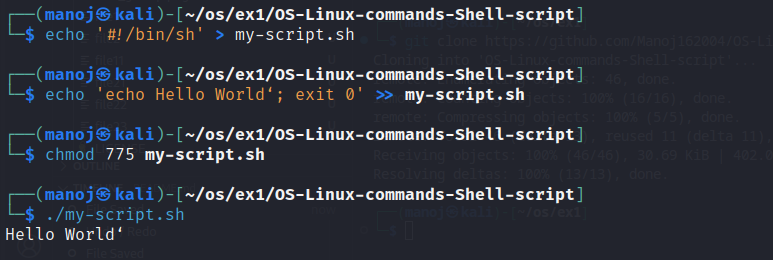 ┌──(manoj㉿kali)-[~/os/ex1/OS-Linux-commands-Shell-script]
└─$ echo '#!/bin/sh' > my-script.sh
┌──(manoj㉿kali)-[~/os/ex1/OS-Linux-commands-Shell-script]
└─$ echo 'echo Hello World‘; exit 0' >> my-script.sh
┌──(manoj㉿kali)-[~/os/ex1/OS-Linux-commands-Shell-script]
└─$ chmod 775 my-script.sh
┌──(manoj㉿kali)-[~/os/ex1/OS-Linux-commands-Shell-script]
└─$ ./my-script.sh
Hello World‘